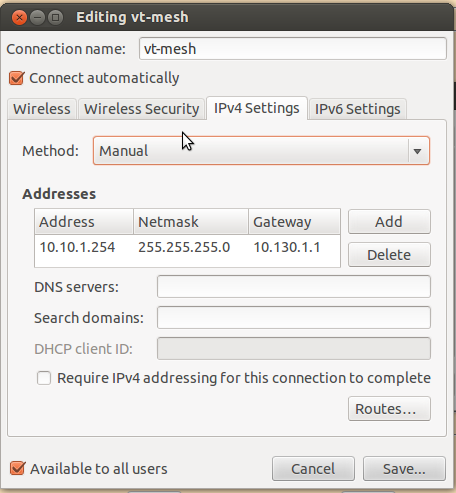 Editing vt-mesh
Connection name: vt-mesh
Connect automatically
Wireless Wireless Security IPv4 Settings IPv6 Settings
Method: Manual
Addresses
Address Netmask Gateway Add
10.10.1.254 255.255.255.0 10.130.1.1
Delete
DNS servers:
Search domains:
DHCP client ID:
Require IPv4 addressing for this connection to complete
Routes...
Available to all users Cancel Save...